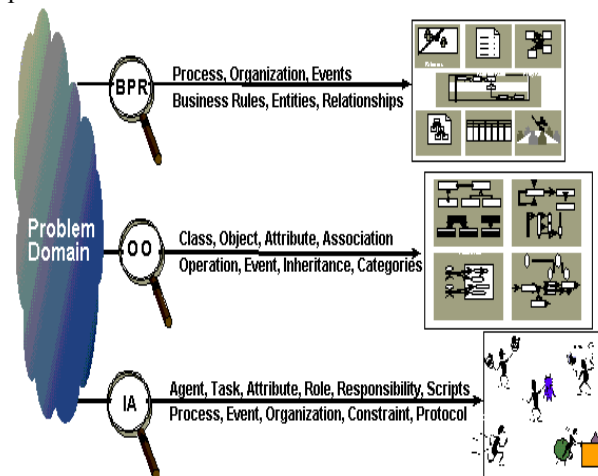 BPR
Process, Organization, Events
Business Rules, Entities, Relationships
Problem
Domain
OO
Class, Object, Attribute, Association
Operation, Event, Inheritance, Categories
IA
Agent, Task, Attribute, Role, Responsibility, Scripts
Process, Event, Organization, Constraint, Protocol